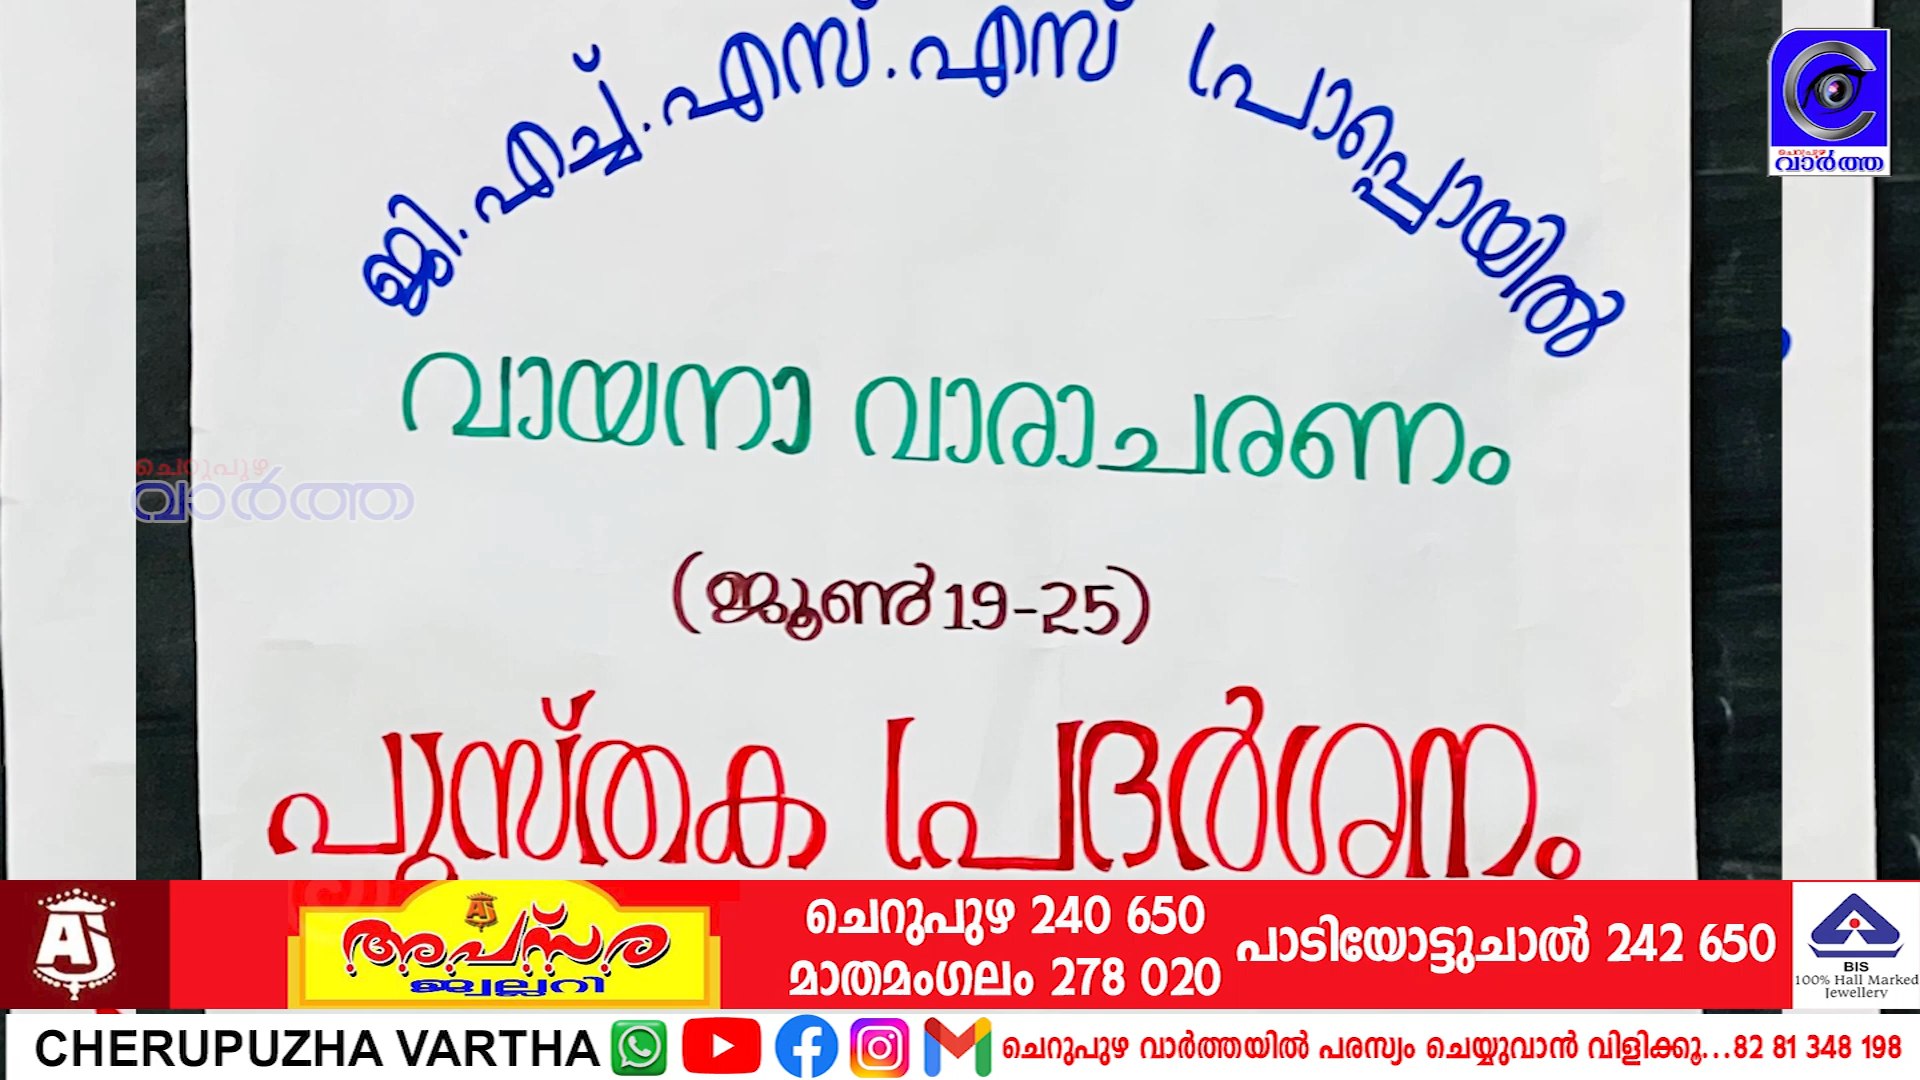 ജി.എച്ച്.എസ്.എസ് പ്രാപ്പൊയിൽ
വാർത്ത
വായനാ വാരാചരണം
ചെറുപുഴ
വാർത്ത
(ജൂൺ 19-25)
പുസ്തക പ്രദർശനം
AJ
അപ്സര
ജ്വല്ലറി
ചെറുപുഴ 240 650
മാതമംഗലം 278 020
പാടിയോട്ടുചാൽ 242 650
BIS
100% Hall Marked
Jewellery
CHERUPUZHA VARTHA
ചെറുപുഴ വാർത്തയിൽ പരസ്യം ചെയ്യുവാൻ വിളിക്കൂ...82 81 348 198